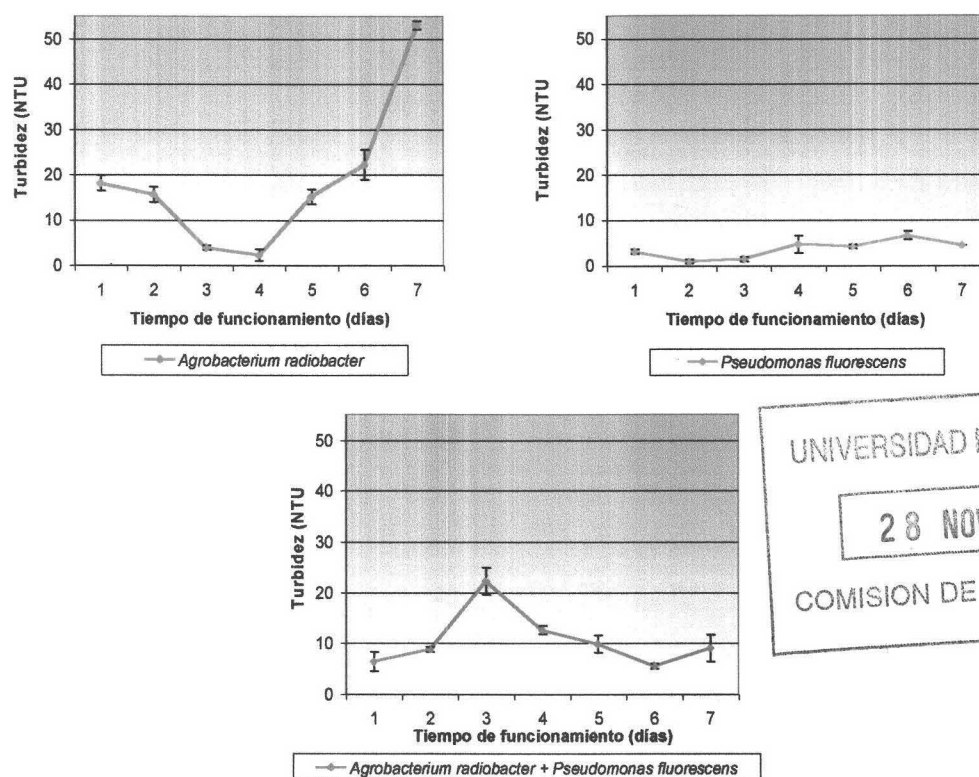 50
40
30
20
10
0
Turbidez (NTU
1 2 3 4 5 6 7
Tiempo de funcionamiento (días)
Agrobacterium radiobacter
50
40
30
20
10
0
Turbidez (NTU
1 2 3 4 5 6 7
Tiempo de funcionamiento (días)
Pseudomonas fluorescens
50
40
30
20
10
0
Turbidez (NTU
1 2 3 4 5 6 7
Tiempo de funcionamiento (días)
Agrobacterium radiobacter + Pseudomonas fluorescens
UNIVERSIDAD
28 NOV
COMISION DE